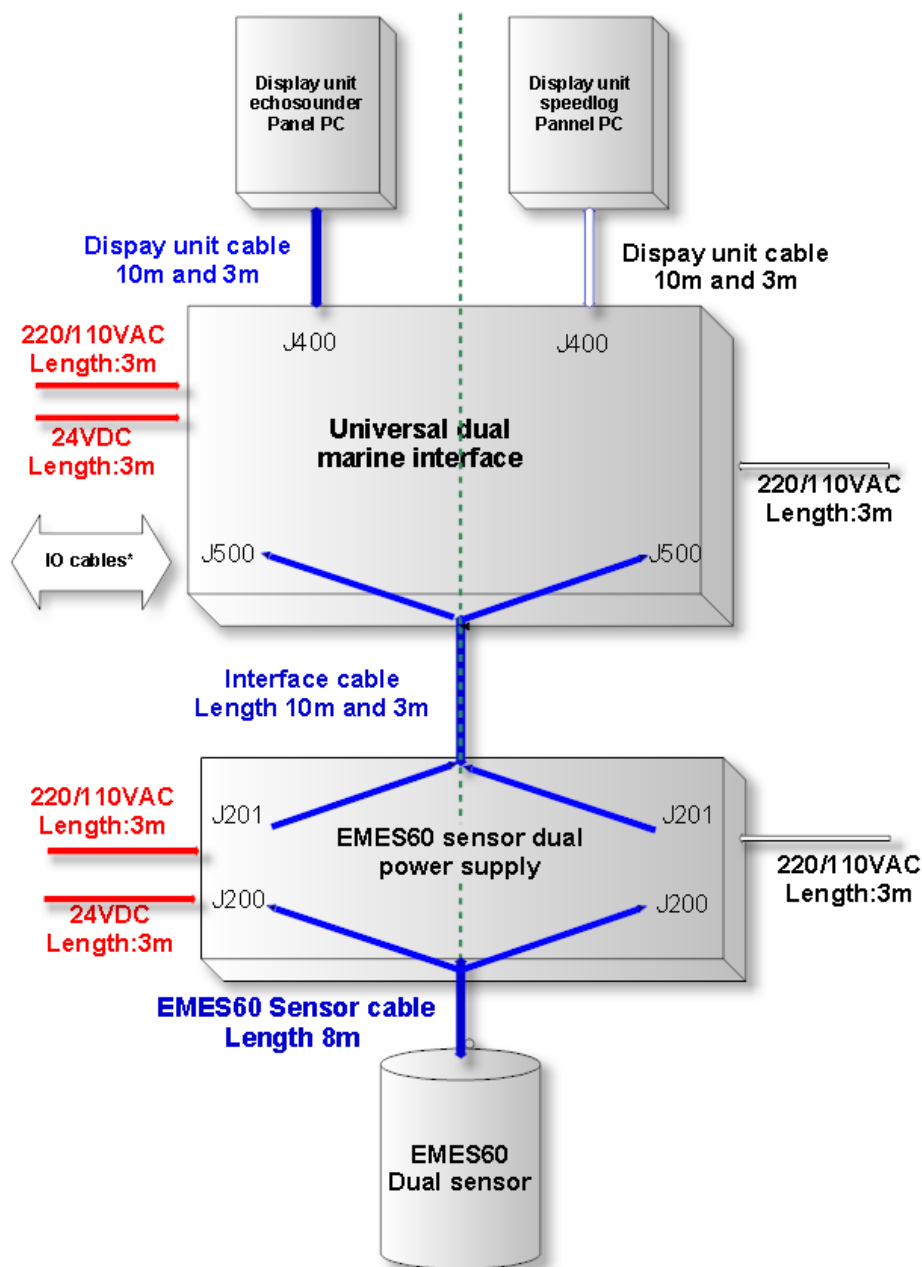 Display unit
echosounder
Panel PC
Display unit
speedlog
Pannel PC
Dispay unit cable
10m and 3m
Dispay unit cable
10m and 3m
220/110VAC
Length:3m
24VDC
Length:3m
J400
J400
Universal dual
marine interface
220/110VAC
Length:3m
IO cables*
J500
J500
Interface cable
Length 10m and 3m
220/110VAC
Length:3m
24VDC
Length:3m
J201
J201
EMES60 sensor dual
power supply
J200
J200
220/110VAC
Length:3m
EMES60 Sensor cable
Length 8m
EMES60
Dual sensor